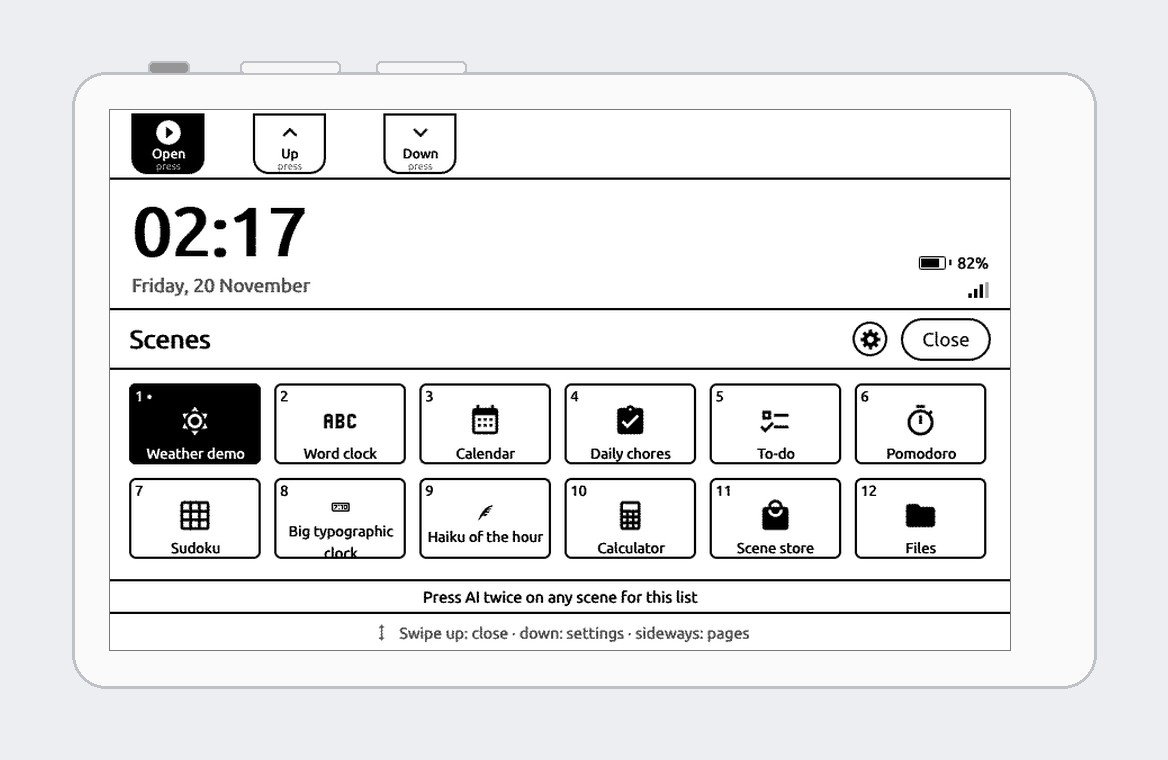 Open
press
Up
press
Down
press
02:17
Friday, 20 November
82%
Scenes
Close
1 •
Weather demo
2
ABC
Word clock
3
Calendar
4
Daily chores
5
To-do
6
Pomodoro
7
Sudoku
8
Big typographic
clock
9
Haiku of the hour
10
Calculator
11
Scene store
12
Files
Press AI twice on any scene for this list
Swipe up: close · down: settings · sideways: pages